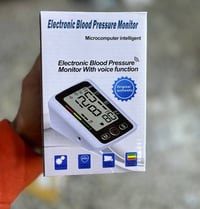 Electronic Blood Pressure Monitor
Microcomputer intelligent
Electronic Blood Pressure
Monitor With voice function